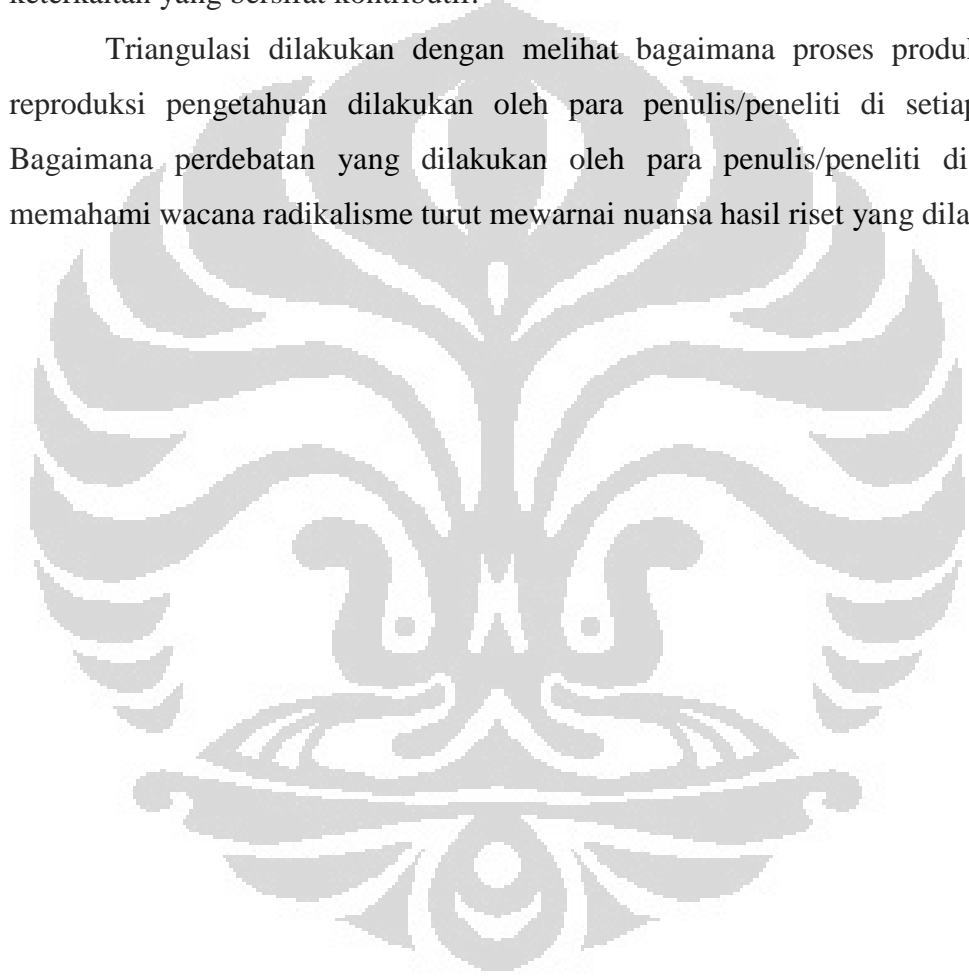 keterkaitan yang bersifat kontributif.
Triangulasi dilakukan dengan melihat bagaimana proses produk
reproduksi pengetahuan dilakukan oleh para penulis/peneliti di setiap
Bagaimana perdebatan yang dilakukan oleh para penulis/peneliti di
memahami wacana radikalisme turut mewarnai nuansa hasil riset yang dila